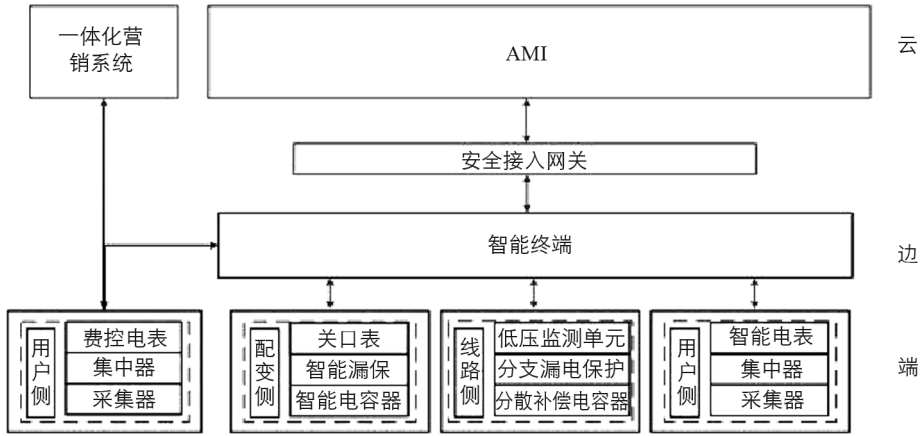 一体化营
销系统
AMI
云
安全接入网关
智能终端
边
用户侧
费控电表
集中器
采集器
配变侧
关口表
智能漏保
智能电容器
线路侧
低压监测单元
分支漏电保护
分散补偿电容器
用户侧
智能电表
集中器
采集器
端